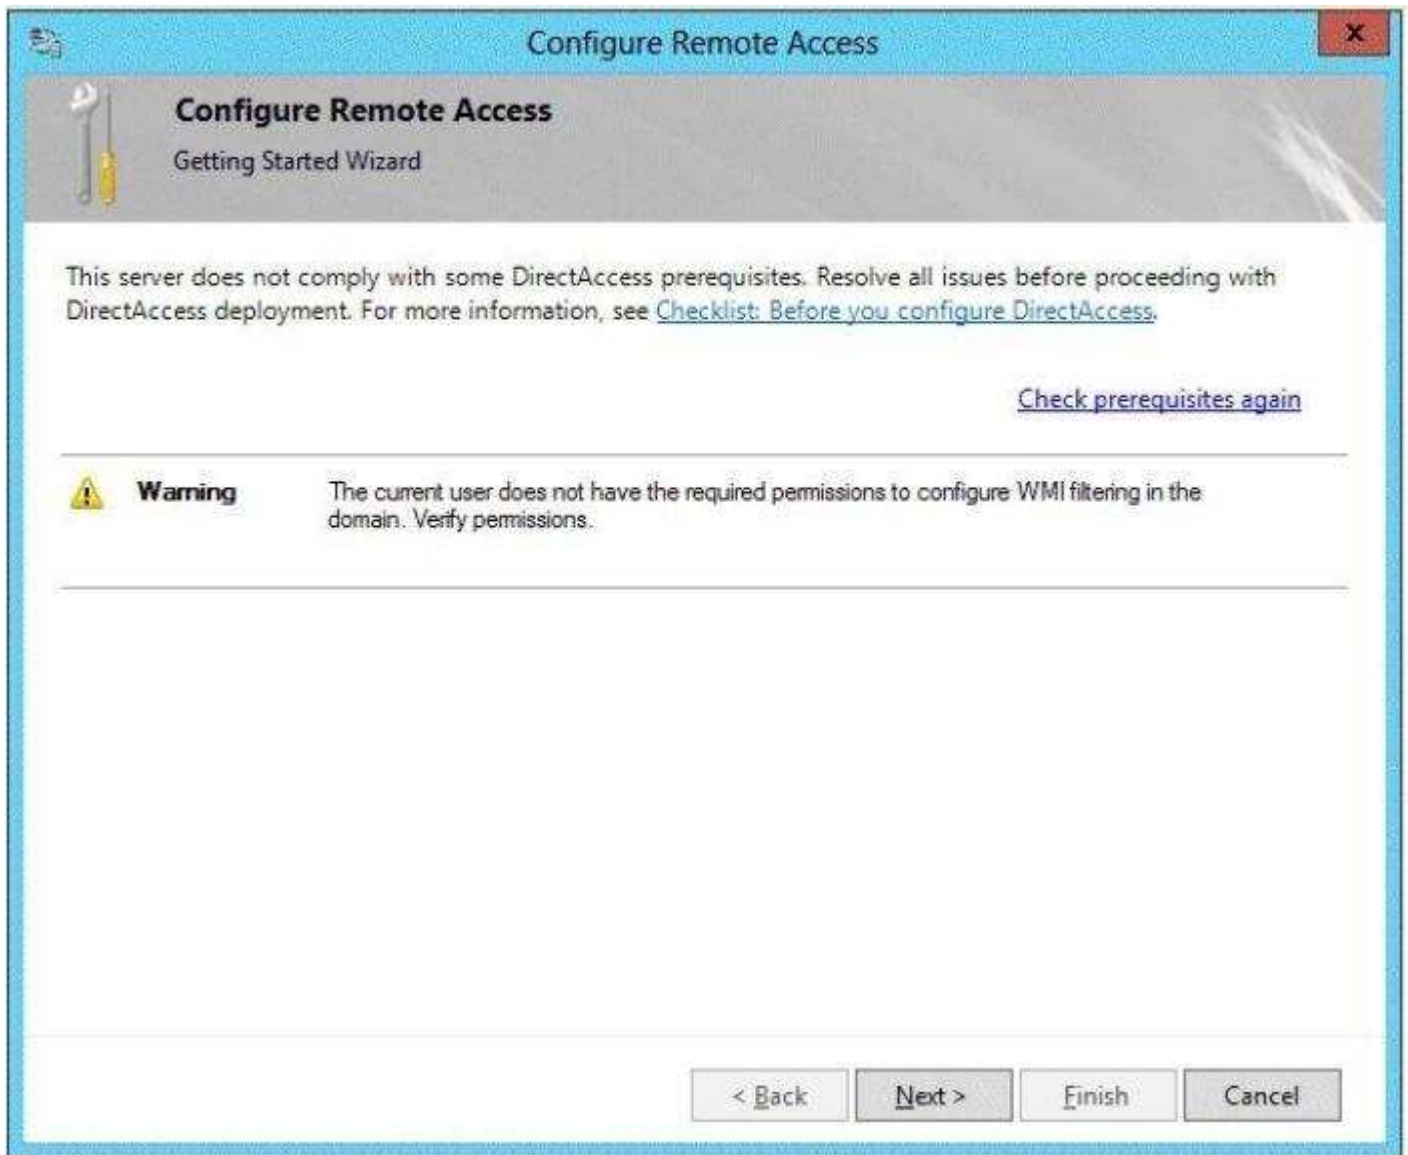 Configure Remote Access
x
Configure Remote Access
Getting Started Wizard
This server does not comply with some DirectAccess prerequisites. Resolve all issues before proceeding with
DirectAccess deployment. For more information, see Checklist: Before you configure DirectAccess.
Check prerequisites again
Warning The current user does not have the required permissions to configure WMI filtering in the
domain. Verify permissions.
< Back Next > Finish Cancel